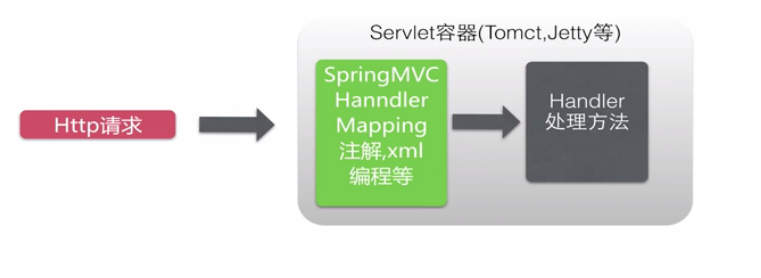 Servlet容器(Tomct,Jetty等)
SpringMVC
Hanndler
Mapping
注解,xml
编程等
Handler
处理方法
Http请求